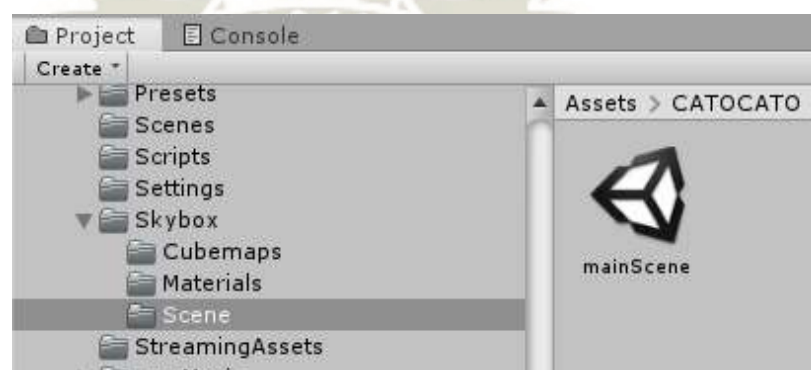 Project
Console
Create
Presets
Scenes
Scripts
Settings
Skybox
Cubemaps
Materials
Scene
StreamingAssets
Assets > CATOCATO
mainScene